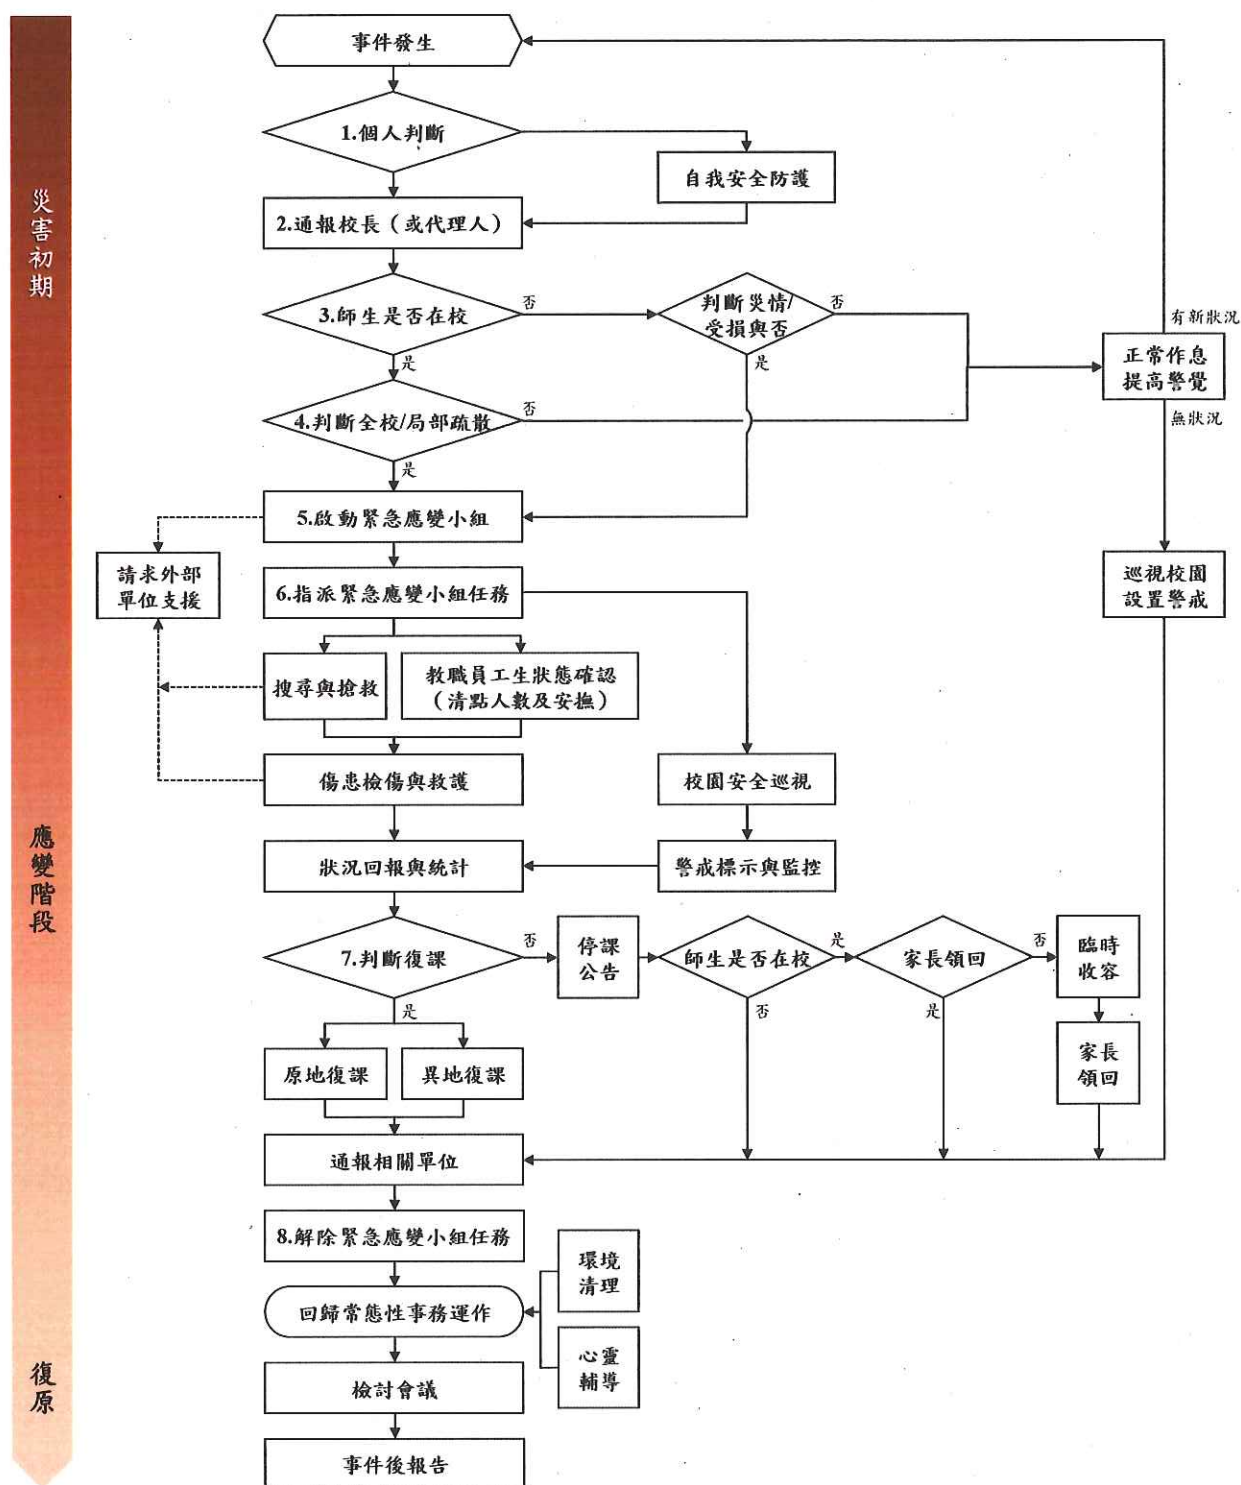 事件發生
1.個人判斷
自我安全防護
2.通報校長（或代理人）
3.師生是否在校
否
判斷災情/
受損與否
否
有新狀況
正常作息
提高警覺
無狀況
是
是
4.判斷全校/局部疏散
否
是
5.啟動緊急應變小組
請求外部
單位支援
6.指派緊急應變小組任務
巡視校園
設置警戒
搜尋與搶救
教職員工生狀態確認
（清點人數及安撫）
傷患檢傷與救護
校園安全巡視
狀況回報與統計
警戒標示與監控
7.判斷復課
否
停課
公告
師生是否在校
是
家長領回
否
臨時
收容
是
否
是
家長
領回
原地復課
異地復課
通報相關單位
8.解除緊急應變小組任務
環境
清理
回歸常態性事務運作
心靈
輔導
檢討會議
事件後報告
災害初期
應變階段
復原